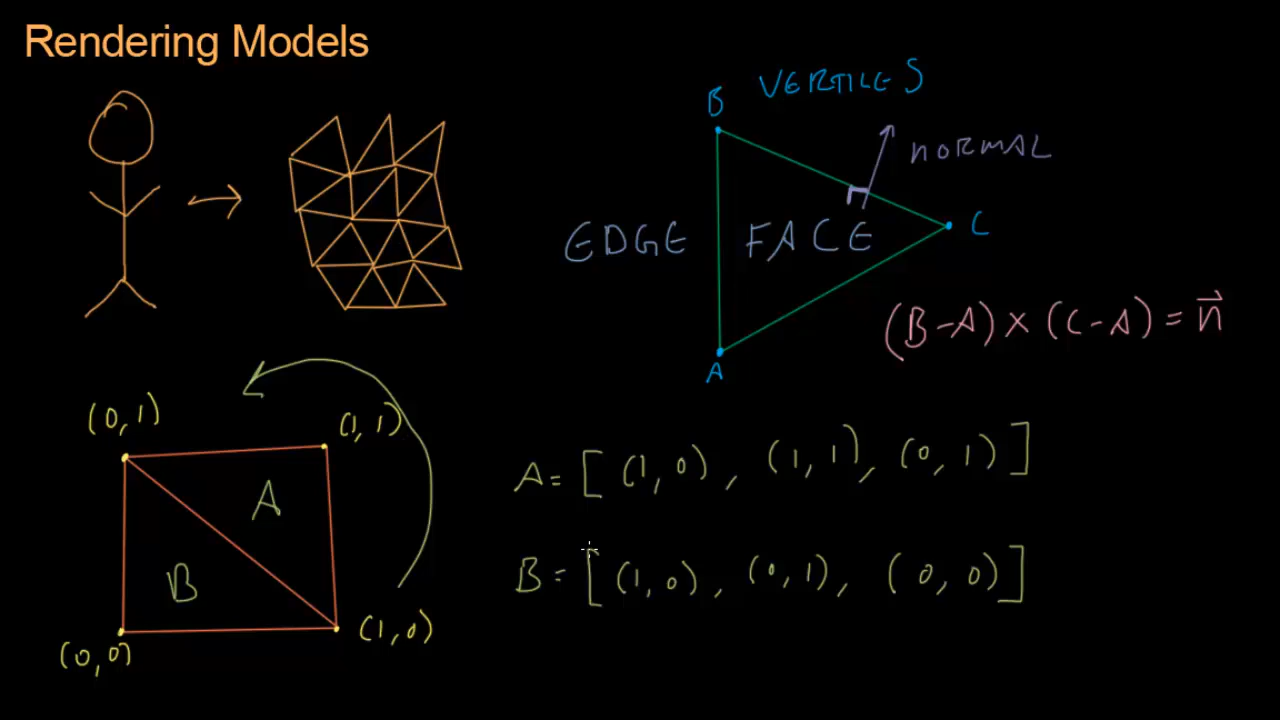 Rendering Models
B VERTICES
NORMAL
EDGE FACE C
(B-A) × (C-A) = n⃗
A
(0,1) (1,1)
A
B
(0,0) (1,0)
A = [(1,0), (1,1), (0,1)]
B = [(1,0), (0,1), (0,0)]